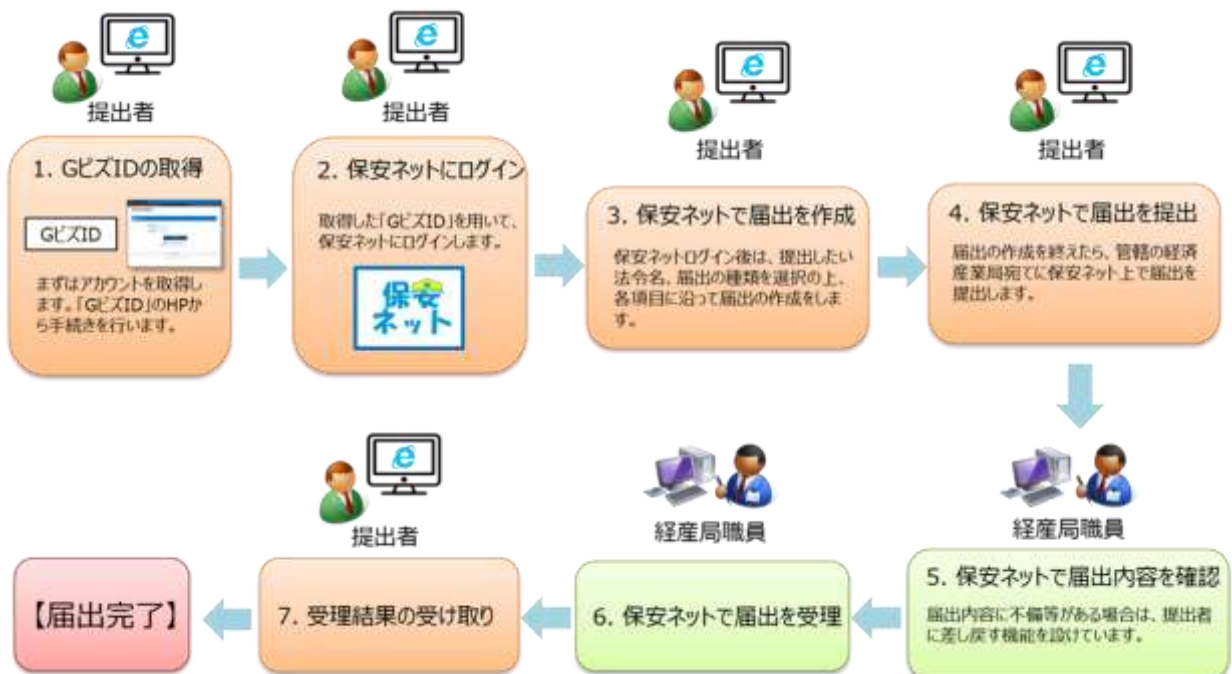 提出者
1. GビズIDの取得
GビズID
まずはアカウントを取得し
ます。「GビズID」のHPか
ら手続きを行います。
提出者
2. 保安ネットにログイン
取得した「GビズID」を用いて、
保安ネットにログインします。
保安
ネット
提出者
3. 保安ネットで届出を作成
保安ネットログイン後は、提出したい
法令名、届出の種類を選択の上、
各項目に沿って届出の作成をしま
す。
提出者
4. 保安ネットで届出を提出
届出の作成を終えたら、管轄の経済
産業局宛てに保安ネット上で届出を
提出します。
経産局職員
5. 保安ネットで届出内容を確認
届出内容に不備等がある場合は、提出者
に差し戻す機能を設けています。
経産局職員
6. 保安ネットで届出を受理
提出者
7. 受理結果の受け取り
【届出完了】